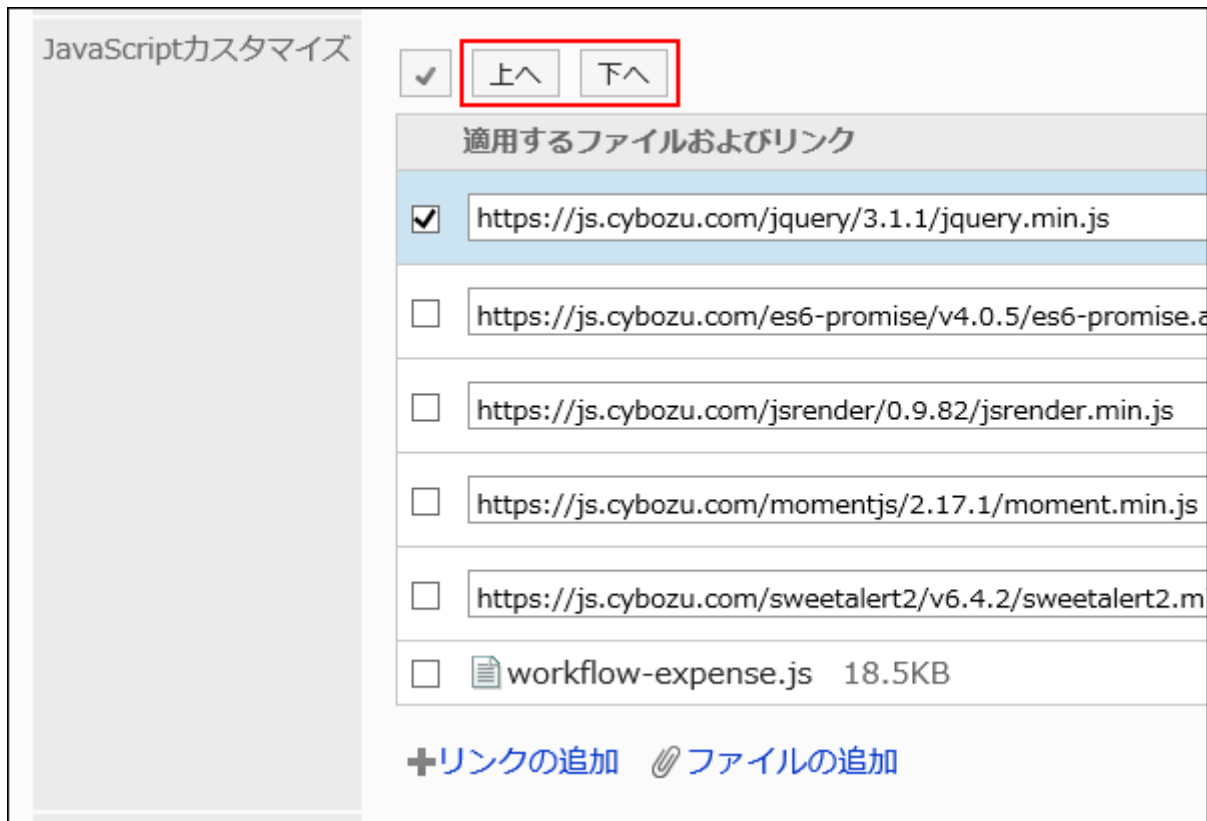 JavaScriptカスタマイズ
上へ 下へ
適用するファイルおよびリンク
https://js.cybozu.com/jquery/3.1.1/jquery.min.js
https://js.cybozu.com/es6-promise/v4.0.5/es6-promise.a
https://js.cybozu.com/jsrender/0.9.82/jsrender.min.js
https://js.cybozu.com/momentjs/2.17.1/moment.min.js
https://js.cybozu.com/sweetalert2/v6.4.2/sweetalert2.m
workflow-expense.js 18.5KB
リンクの追加 ファイルの追加